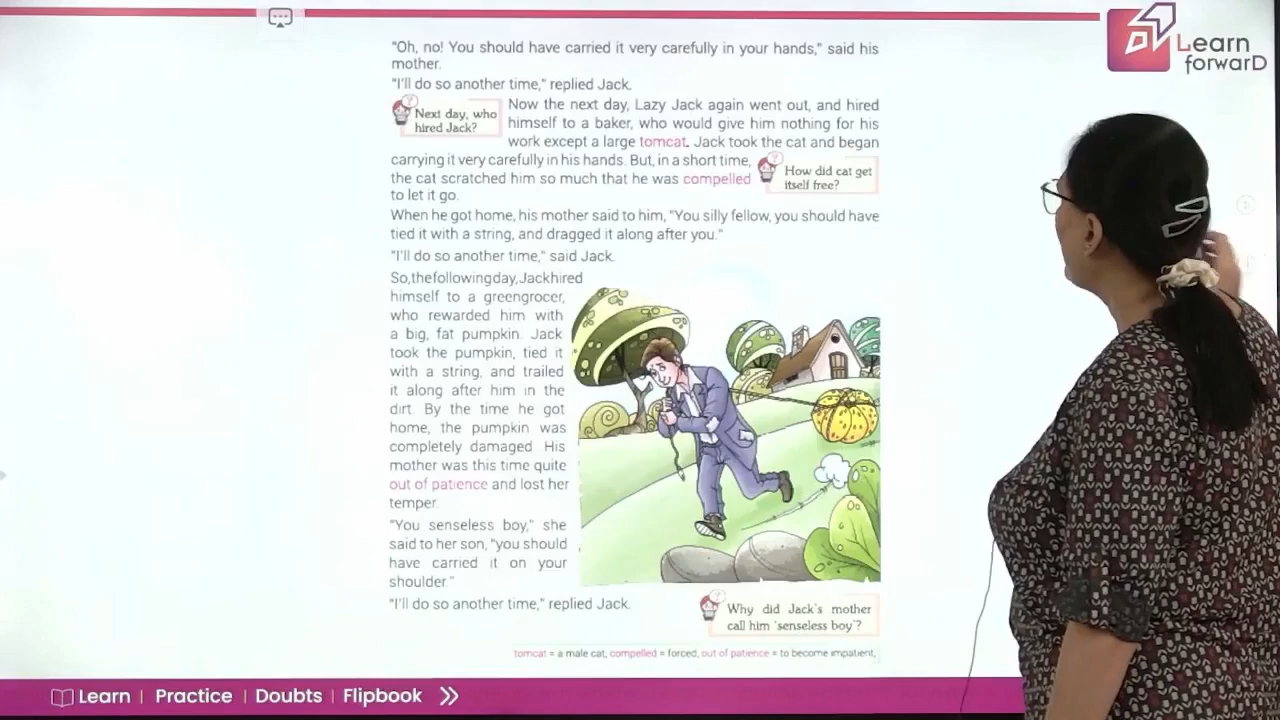 "Oh, no! You should have carried it very carefully in your hands," said his
mother.
"I'll do so another time," replied Jack.
Next day, who
hired Jack?
Now the next day, Lazy Jack again went out, and hired
himself to a baker, who would give him nothing for his
work except a large tomcat. Jack took the cat and began
carrying it very carefully in his hands. But, in a short time,
the cat scratched him so much that he was compelled
to let it go.
How did cat get
itself free?
When he got home, his mother said to him, "You silly fellow, you should have
tied it with a string, and dragged it along after you."
"I'll do so another time," said Jack.
So, the following day, Jack hired
himself to a greengrocer,
who rewarded him with
a big, fat pumpkin. Jack
took the pumpkin, tied it
with a string, and trailed
it along after him in the
dirt. By the time he got
home, the pumpkin was
completely damaged. His
mother was this time quite
out of patience and lost her
temper.
"You senseless boy," she
said to her son, "you should
have carried it on your
shoulder."
"I'll do so another time," replied Jack.
Why did Jack's mother
call him 'senseless boy'?
tomcat = a male cat, compelled = forced, out of patience = to become impatient,
Learn
forwarD
Learn | Practice | Doubts | Flipbook